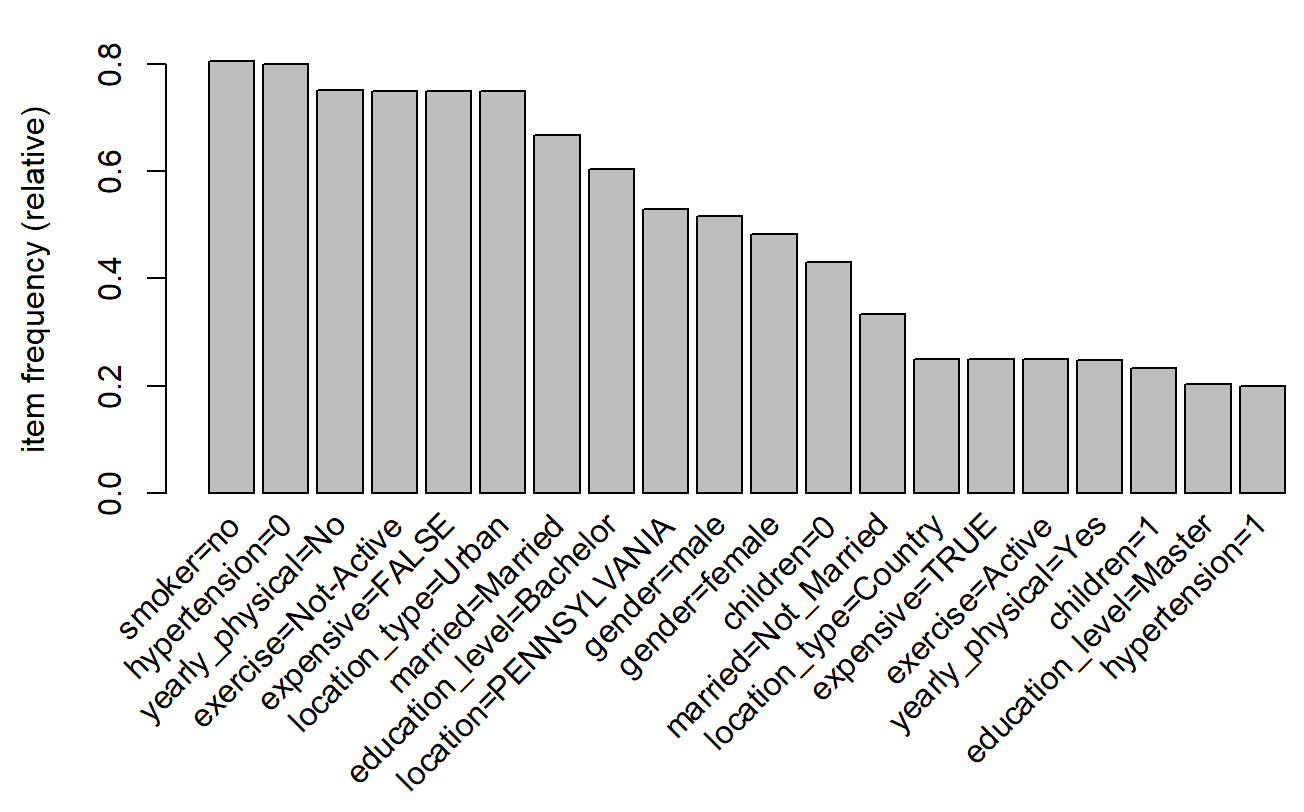 item frequency (relative)
0.8
0.6
0.4
0.2
0.0
smoker=no
hypertension=0
yearly_physical=No
exercise=Not-Active
expensive=FALSE
location_type=Urban
married=Married
education_level=Bachelor
location=PENNSYLVANIA
gender=male
gender=female
children=0
married=Not_Married
location_type=Country
expensive=TRUE
exercise=Active
yearly_physical=Yes
children=1
education_level=Master
hypertension=1